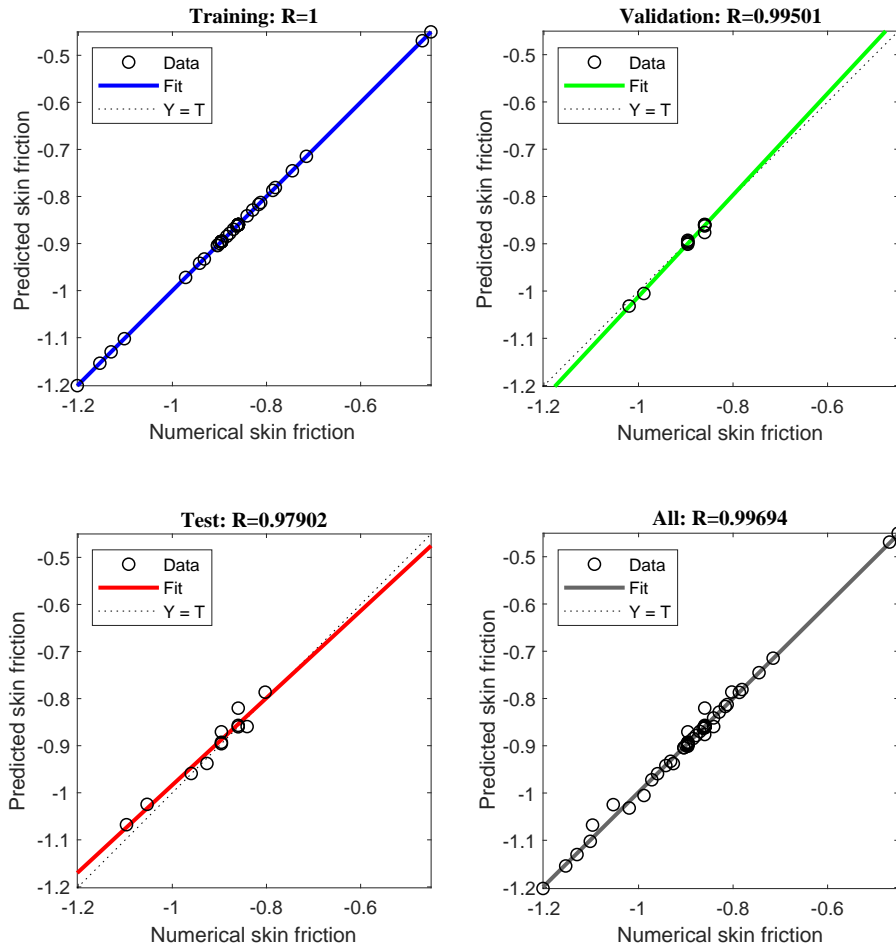 Training: R=1
Data
Fit
Y = T
-0.5
-0.6
-0.7
-0.8
-0.9
-1
-1.1
-1.2
Predicted skin friction
-1.2
-1
-0.8
-0.6
Numerical skin friction
Validation: R=0.99501
Data
Fit
Y = T
-0.5
-0.6
-0.7
-0.8
-0.9
-1
-1.1
-1.2
Predicted skin friction
-1.2
-1
-0.8
-0.6
Numerical skin friction
Test: R=0.97902
Data
Fit
Y = T
-0.5
-0.6
-0.7
-0.8
-0.9
-1
-1.1
-1.2
Predicted skin friction
-1.2
-1
-0.8
-0.6
Numerical skin friction
All: R=0.99694
Data
Fit
Y = T
-0.5
-0.6
-0.7
-0.8
-0.9
-1
-1.1
-1.2
Predicted skin friction
-1.2
-1
-0.8
-0.6
Numerical skin friction